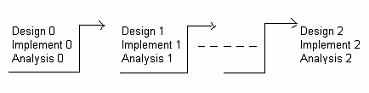 Design 0
Implement 0
Analysis 0
Design 1
Implement 1
Analysis 1
Design 2
Implement 2
Analysis 2